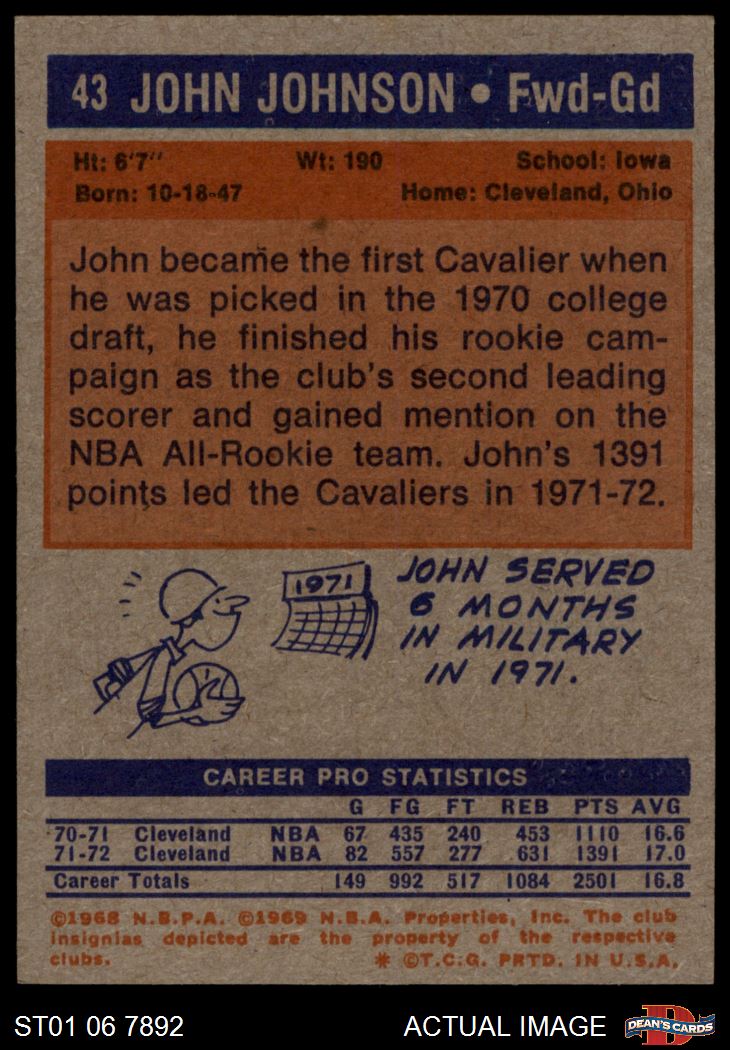 43 JOHN JOHNSON • Fwd-Gd
Ht: 6'7" Wt: 190 School: Iowa
Born: 10-18-47 Home: Cleveland, Ohio
John became the first Cavalier when
he was picked in the 1970 college
draft, he finished his rookie cam-
paign as the club's second leading
scorer and gained mention on the
NBA All-Rookie team. John's 1391
points led the Cavaliers in 1971-72.
1971
JOHN SERVED
6 MONTHS
IN MILITARY
IN 1971.
CAREER PRO STATISTICS
G FG FT REB PTS AVG
70-71 Cleveland NBA 67 435 240 453 1110 16.6
71-72 Cleveland NBA 82 557 277 631 1391 17.0
Career Totals 149 992 517 1084 2501 16.8
©1968 N.B.P.A. ©1969 N.B.A. Properties, Inc. The club
insignias depicted are the property of the respective
clubs. * ©T.C.G. PRTD. IN U.S.A.
ST01 06 7892 ACTUAL IMAGE D DEAN'S CARDS